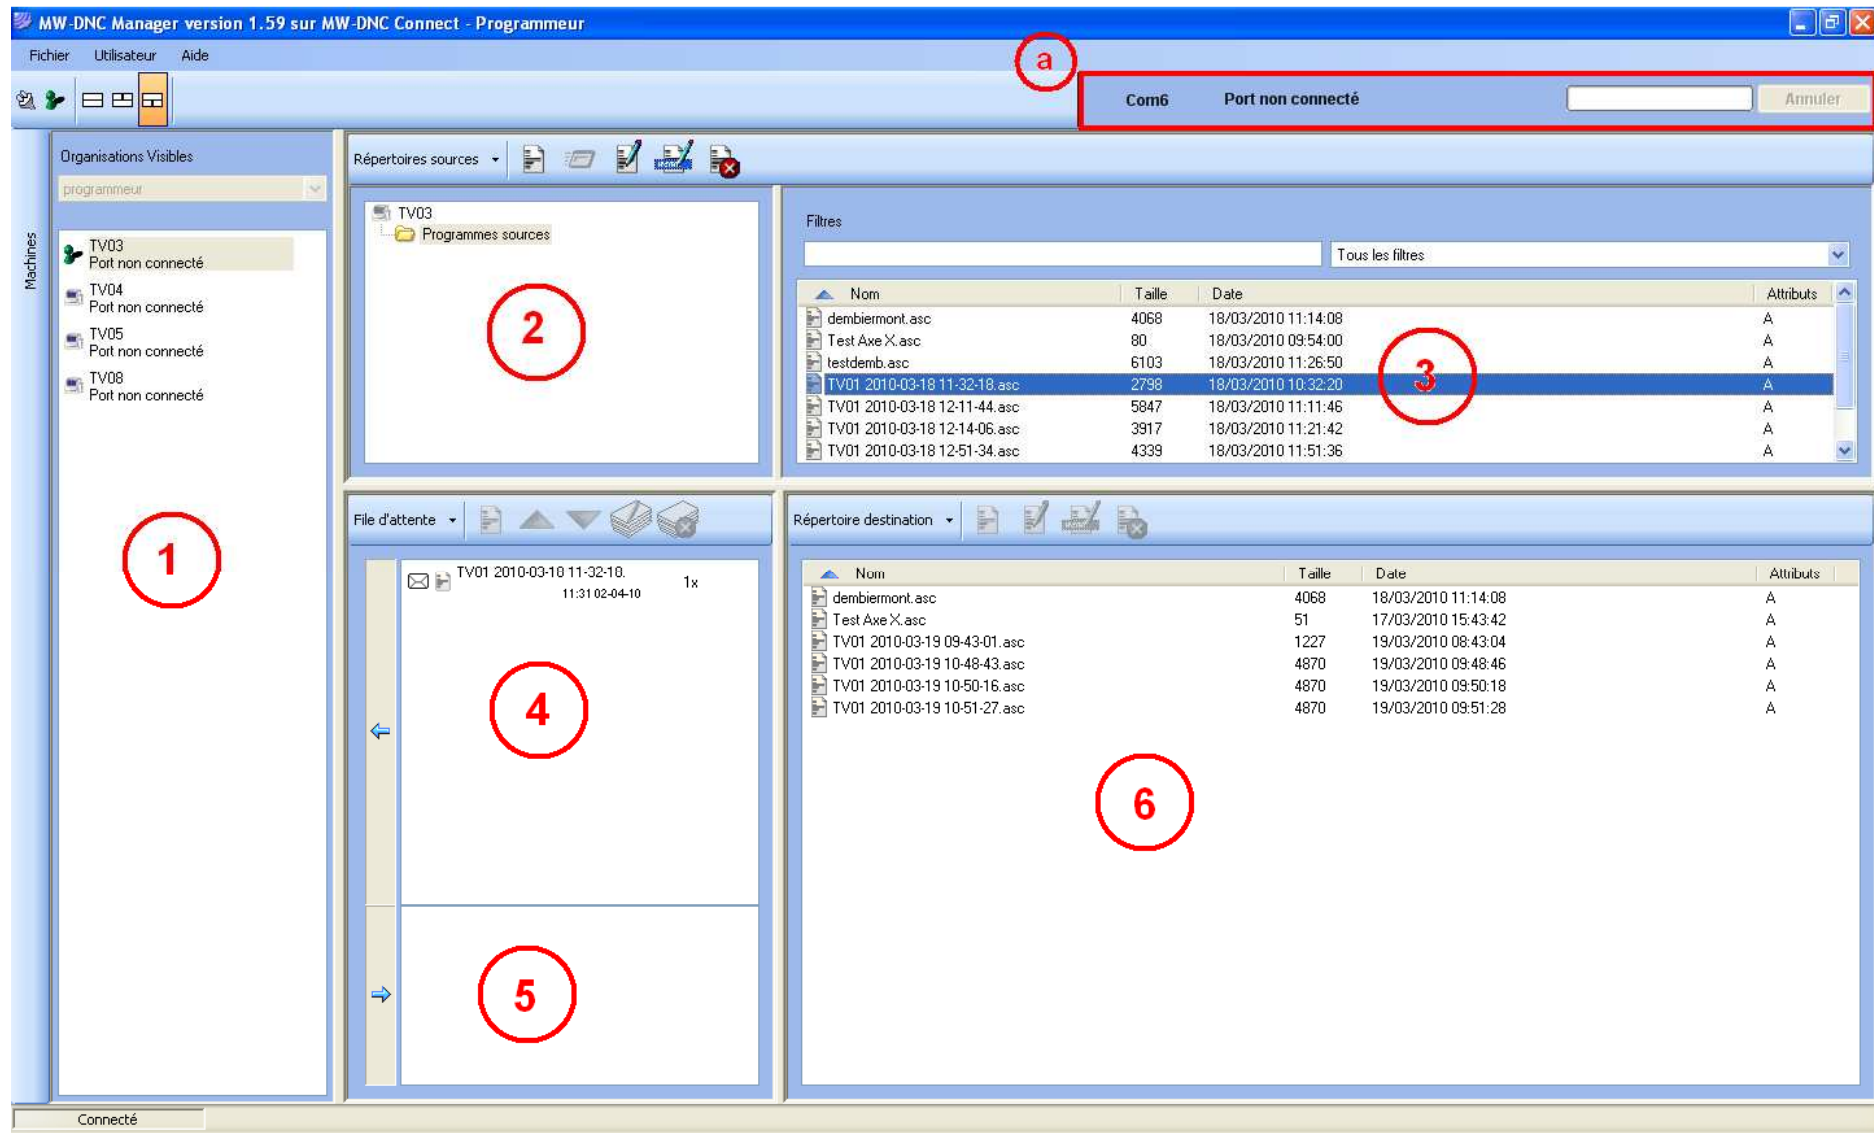 MW-DNC Manager version 1.59 sur MW-DNC Connect - Programmeur
Fichier Utilisateur Aide
a
Com6 Port non connecté Annuler
Machines
Organisations Visibles
programmeur
TV03
Port non connecté
TV04
Port non connecté
TV05
Port non connecté
TV08
Port non connecté
1
Répertoires sources
TV03
Programmes sources
2
Filtres
Tous les filtres
Nom Taille Date Attributs
dembiermont.asc 4068 18/03/2010 11:14:08 A
Test Axe X.asc 80 18/03/2010 09:54:00 A
testdemb.asc 6103 18/03/2010 11:26:50 A
TV01 2010-03-18 11-32-18.asc 2798 18/03/2010 10:32:20 A
TV01 2010-03-18 12-11-44.asc 5847 18/03/2010 11:11:46 A
TV01 2010-03-18 12-14-06.asc 3917 18/03/2010 11:21:42 A
TV01 2010-03-18 12-51-34.asc 4339 18/03/2010 11:51:36 A
3
File d'attente
TV01 2010-03-18 11-32-18. 1x
11:31 02-04-10
4
5
Répertoire destination
Nom Taille Date Attributs
dembiermont.asc 4068 18/03/2010 11:14:08 A
Test Axe X.asc 51 17/03/2010 15:43:42 A
TV01 2010-03-19 09-43-01.asc 1227 19/03/2010 08:43:04 A
TV01 2010-03-19 10-48-43.asc 4870 19/03/2010 09:48:46 A
TV01 2010-03-19 10-50-16.asc 4870 19/03/2010 09:50:18 A
TV01 2010-03-19 10-51-27.asc 4870 19/03/2010 09:51:28 A
6
Connecté